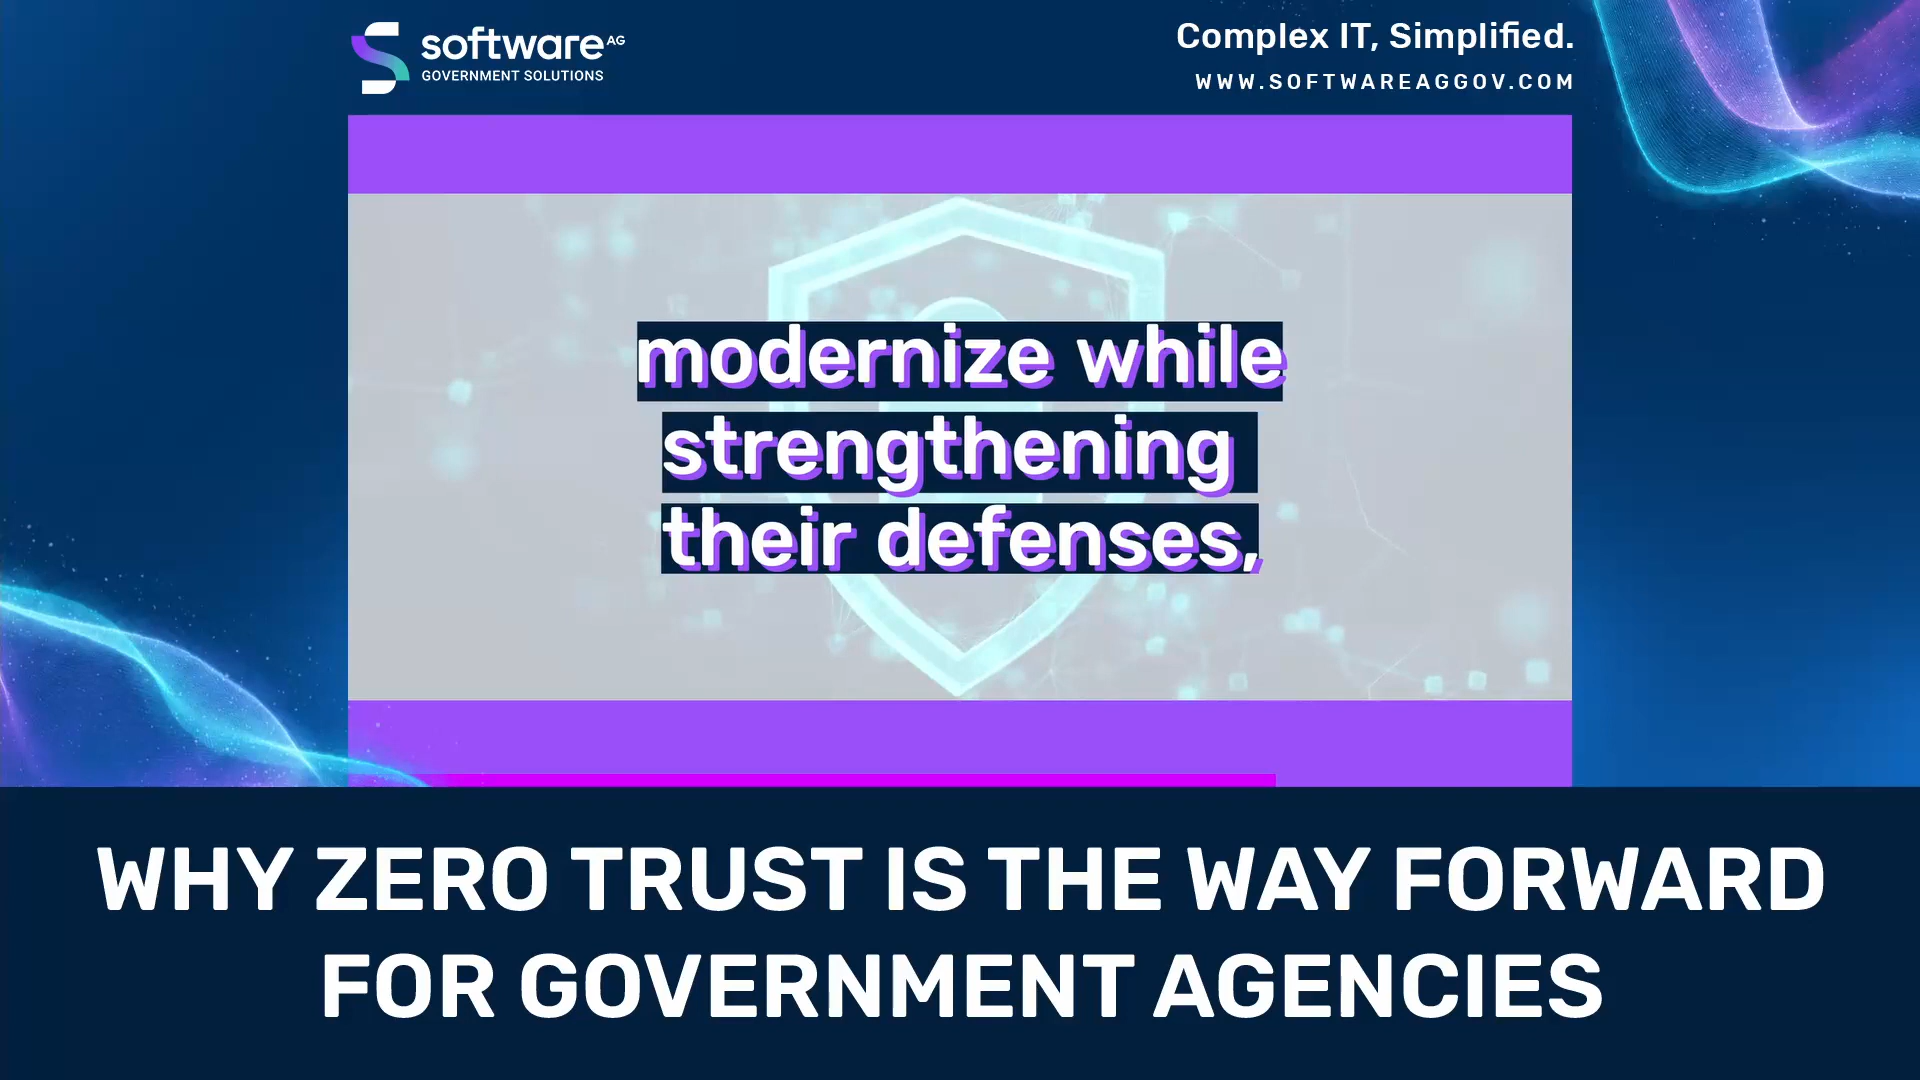 software AG
GOVERNMENT SOLUTIONS
Complex IT, Simplified.
WWW.SOFTWAREAGGOV.COM
modernize while
strengthening
their defenses,
WHY ZERO TRUST IS THE WAY FORWARD
FOR GOVERNMENT AGENCIES